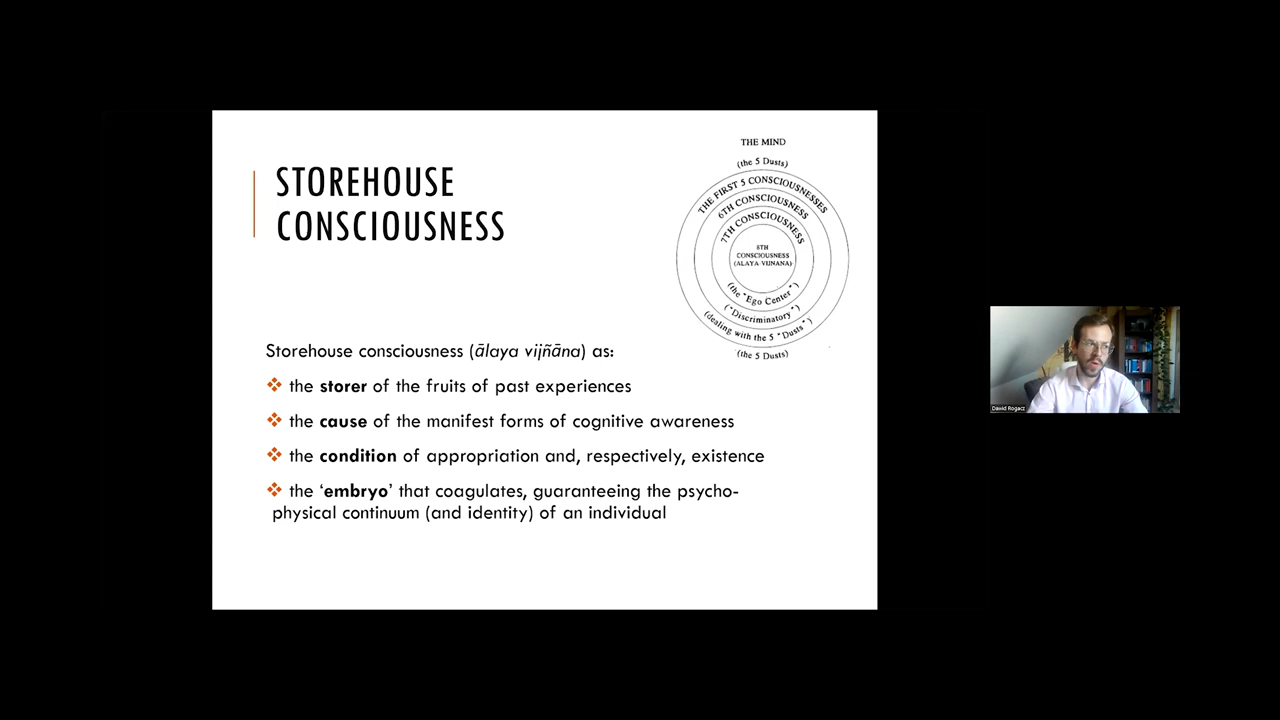 STOREHOUSE
CONSCIOUSNESS
THE MIND
(the 5 Dusts)
THE FIRST 5 CONSCIOUSNESSES
6TH CONSCIOUSNESS
7TH CONSCIOUSNESS
8TH
CONSCIOUSNESS
(ALAYA-VIJNANA)
(the "Ego Center")
("Discriminatory")
(dealing with the 5 "Dusts")
(the 5 Dusts)
Storehouse consciousness (ālaya vijñāna) as:
❖ the storer of the fruits of past experiences
❖ the cause of the manifest forms of cognitive awareness
❖ the condition of appropriation and, respectively, existence
❖ the ‘embryo’ that coagulates, guaranteeing the psycho-
physical continuum (and identity) of an individual
Dawid Rogacz